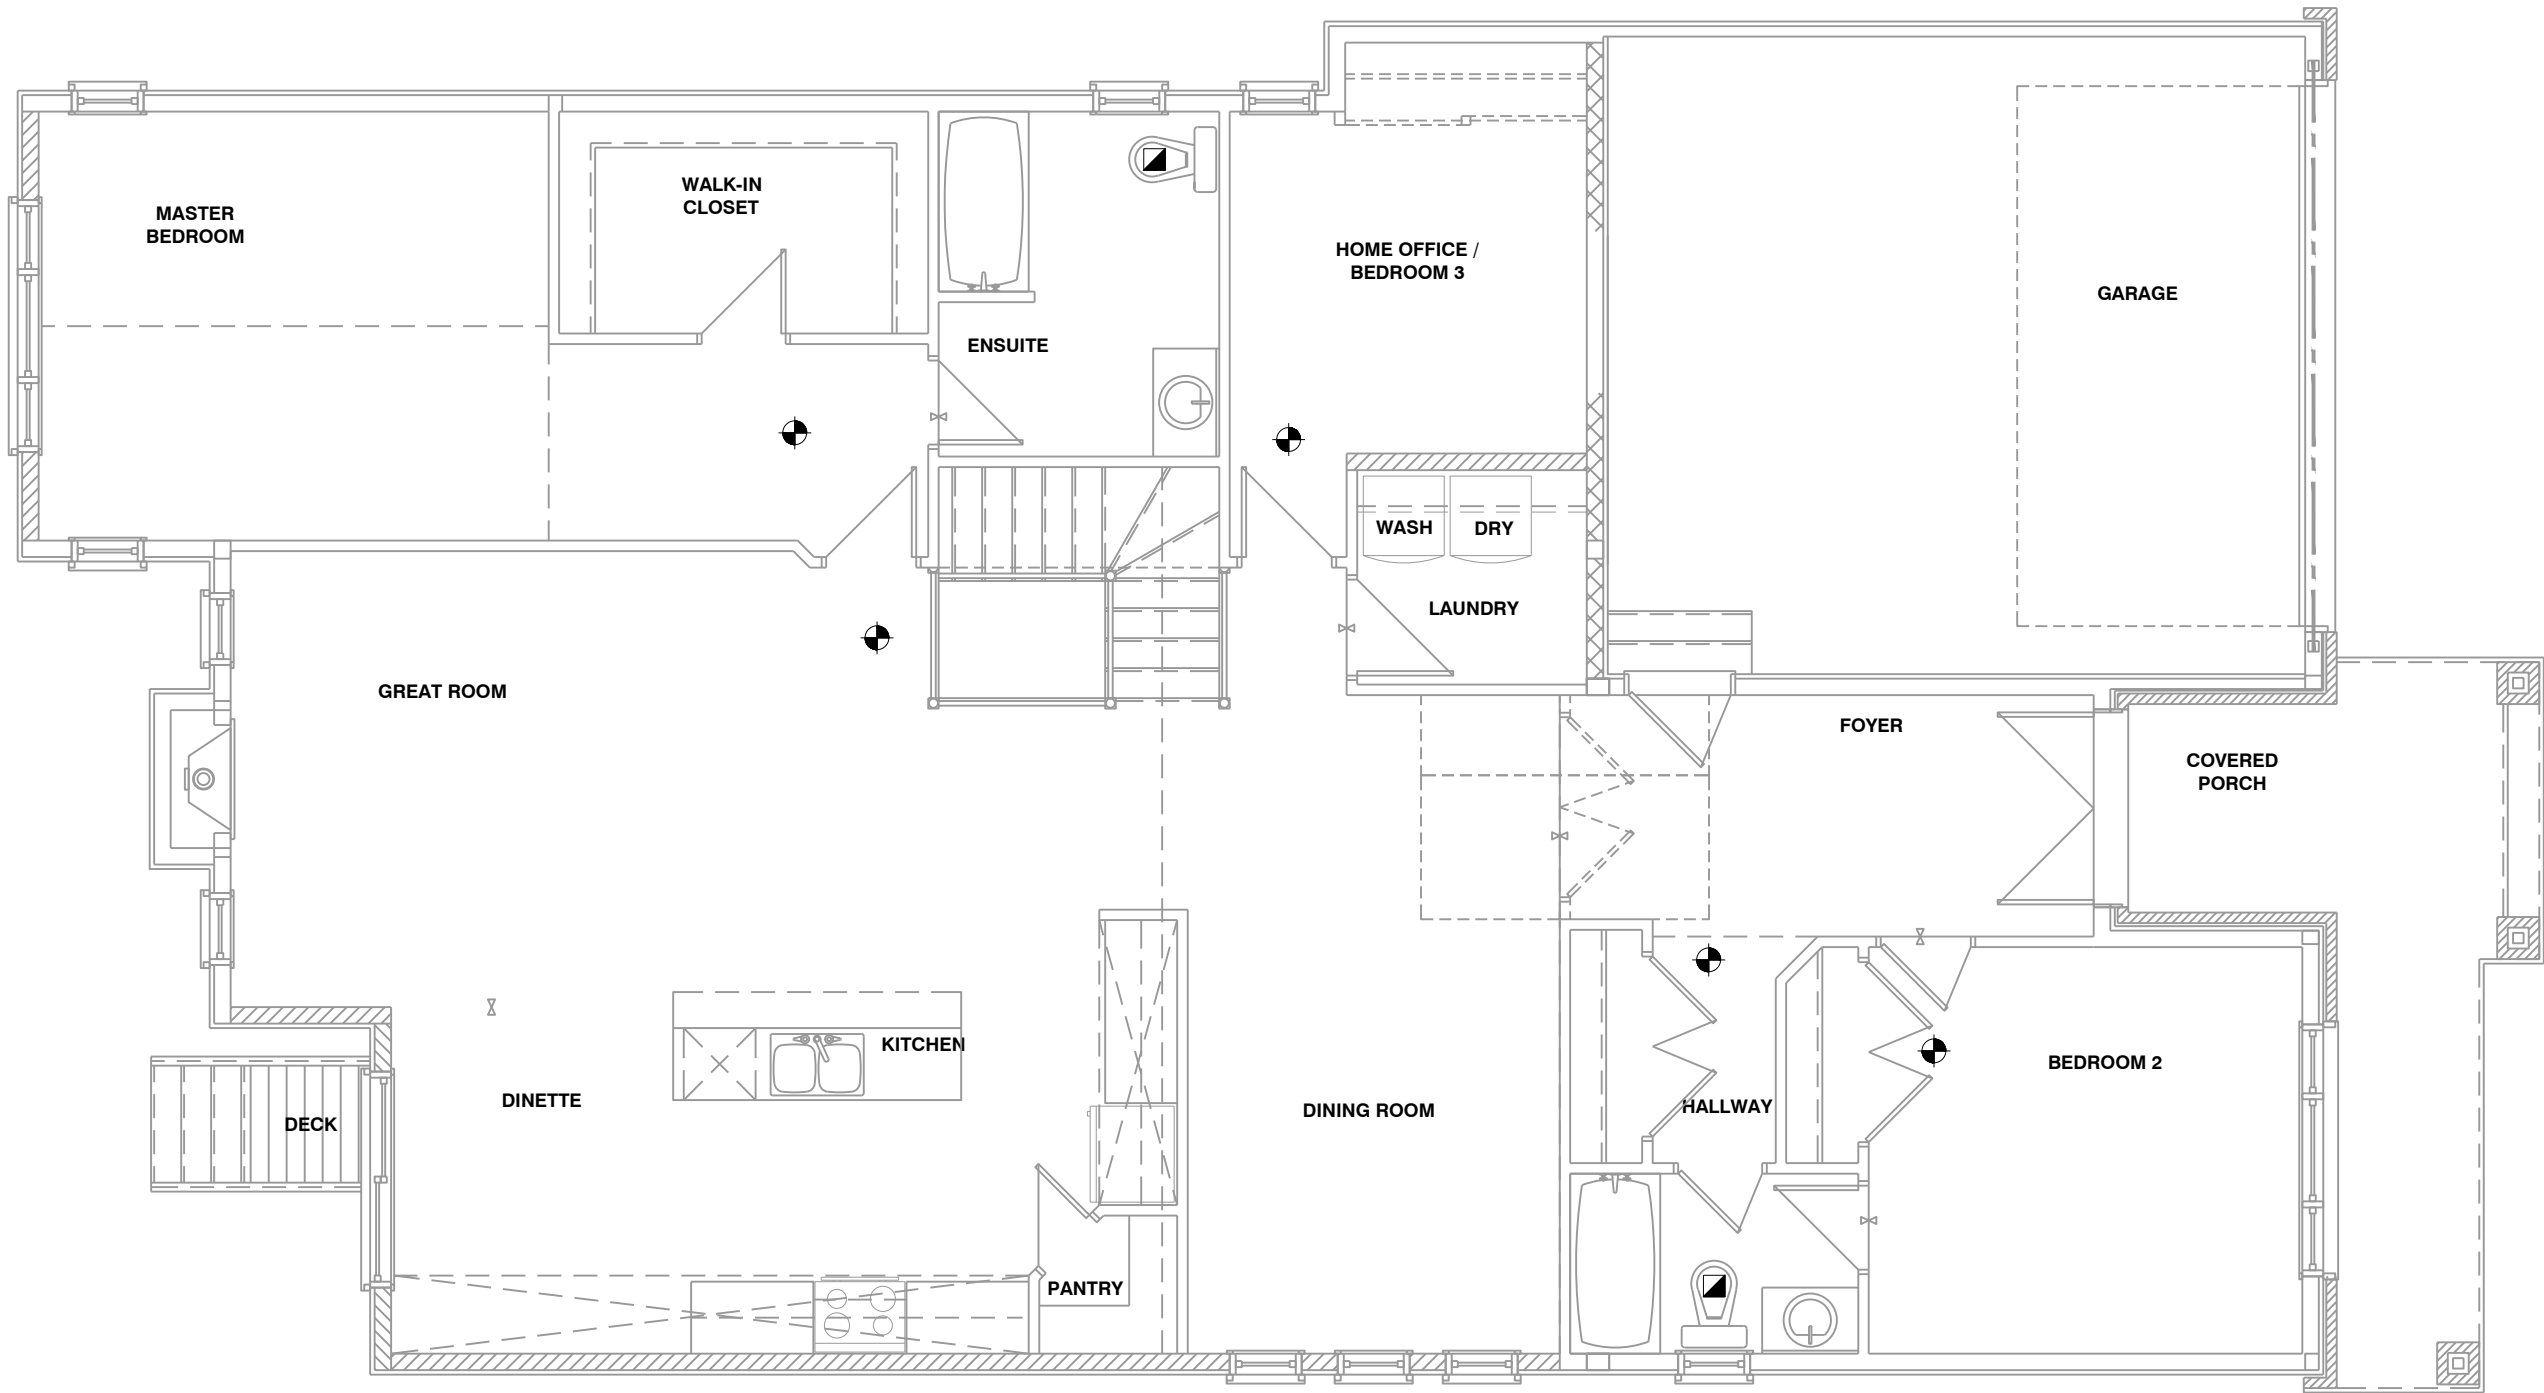 WALK-IN
CLOSET
MASTER
BEDROOM
HOME OFFICE /
BEDROOM 3
GARAGE
ENSUITE
WASH
DRY
LAUNDRY
GREAT ROOM
FOYER
COVERED
PORCH
KITCHEN
BEDROOM 2
DINETTE
HALLWAY
DINING ROOM
DECK
PANTRY